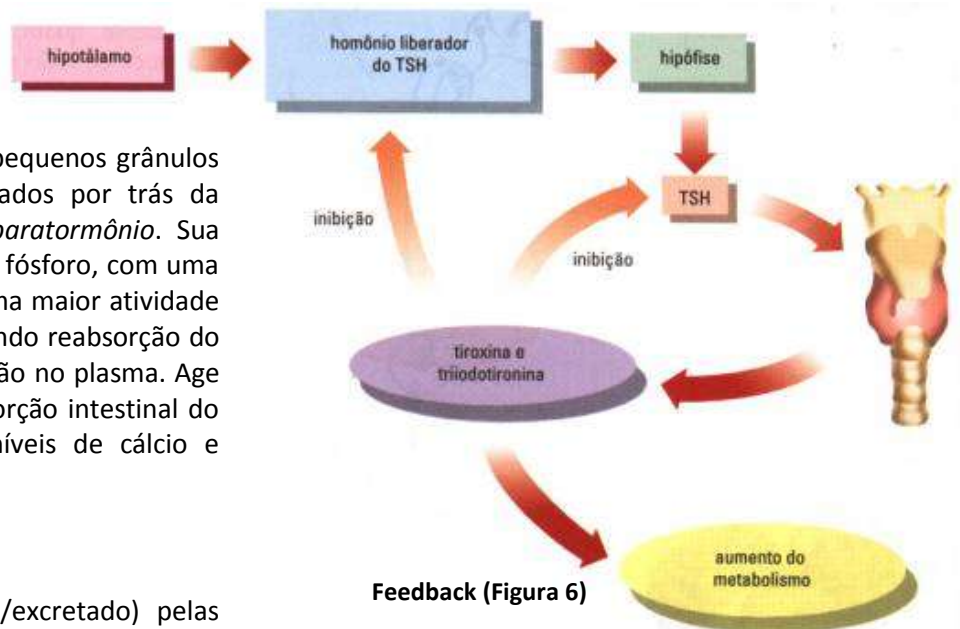 hipotálamo
homônio liberador
do TSH
hipófise
pequenos grânulos
ados por trás da
paratormônio. Sua
fósforo, com uma
na maior atividade
ndo reabsorção do
ão no plasma. Age
orção intestinal do
níveis de cálcio e
inibição
TSH
inibição
tiroxina e
triiodotironina
aumento do
metabolismo
Feedback (Figura 6)
/excretado) pelas